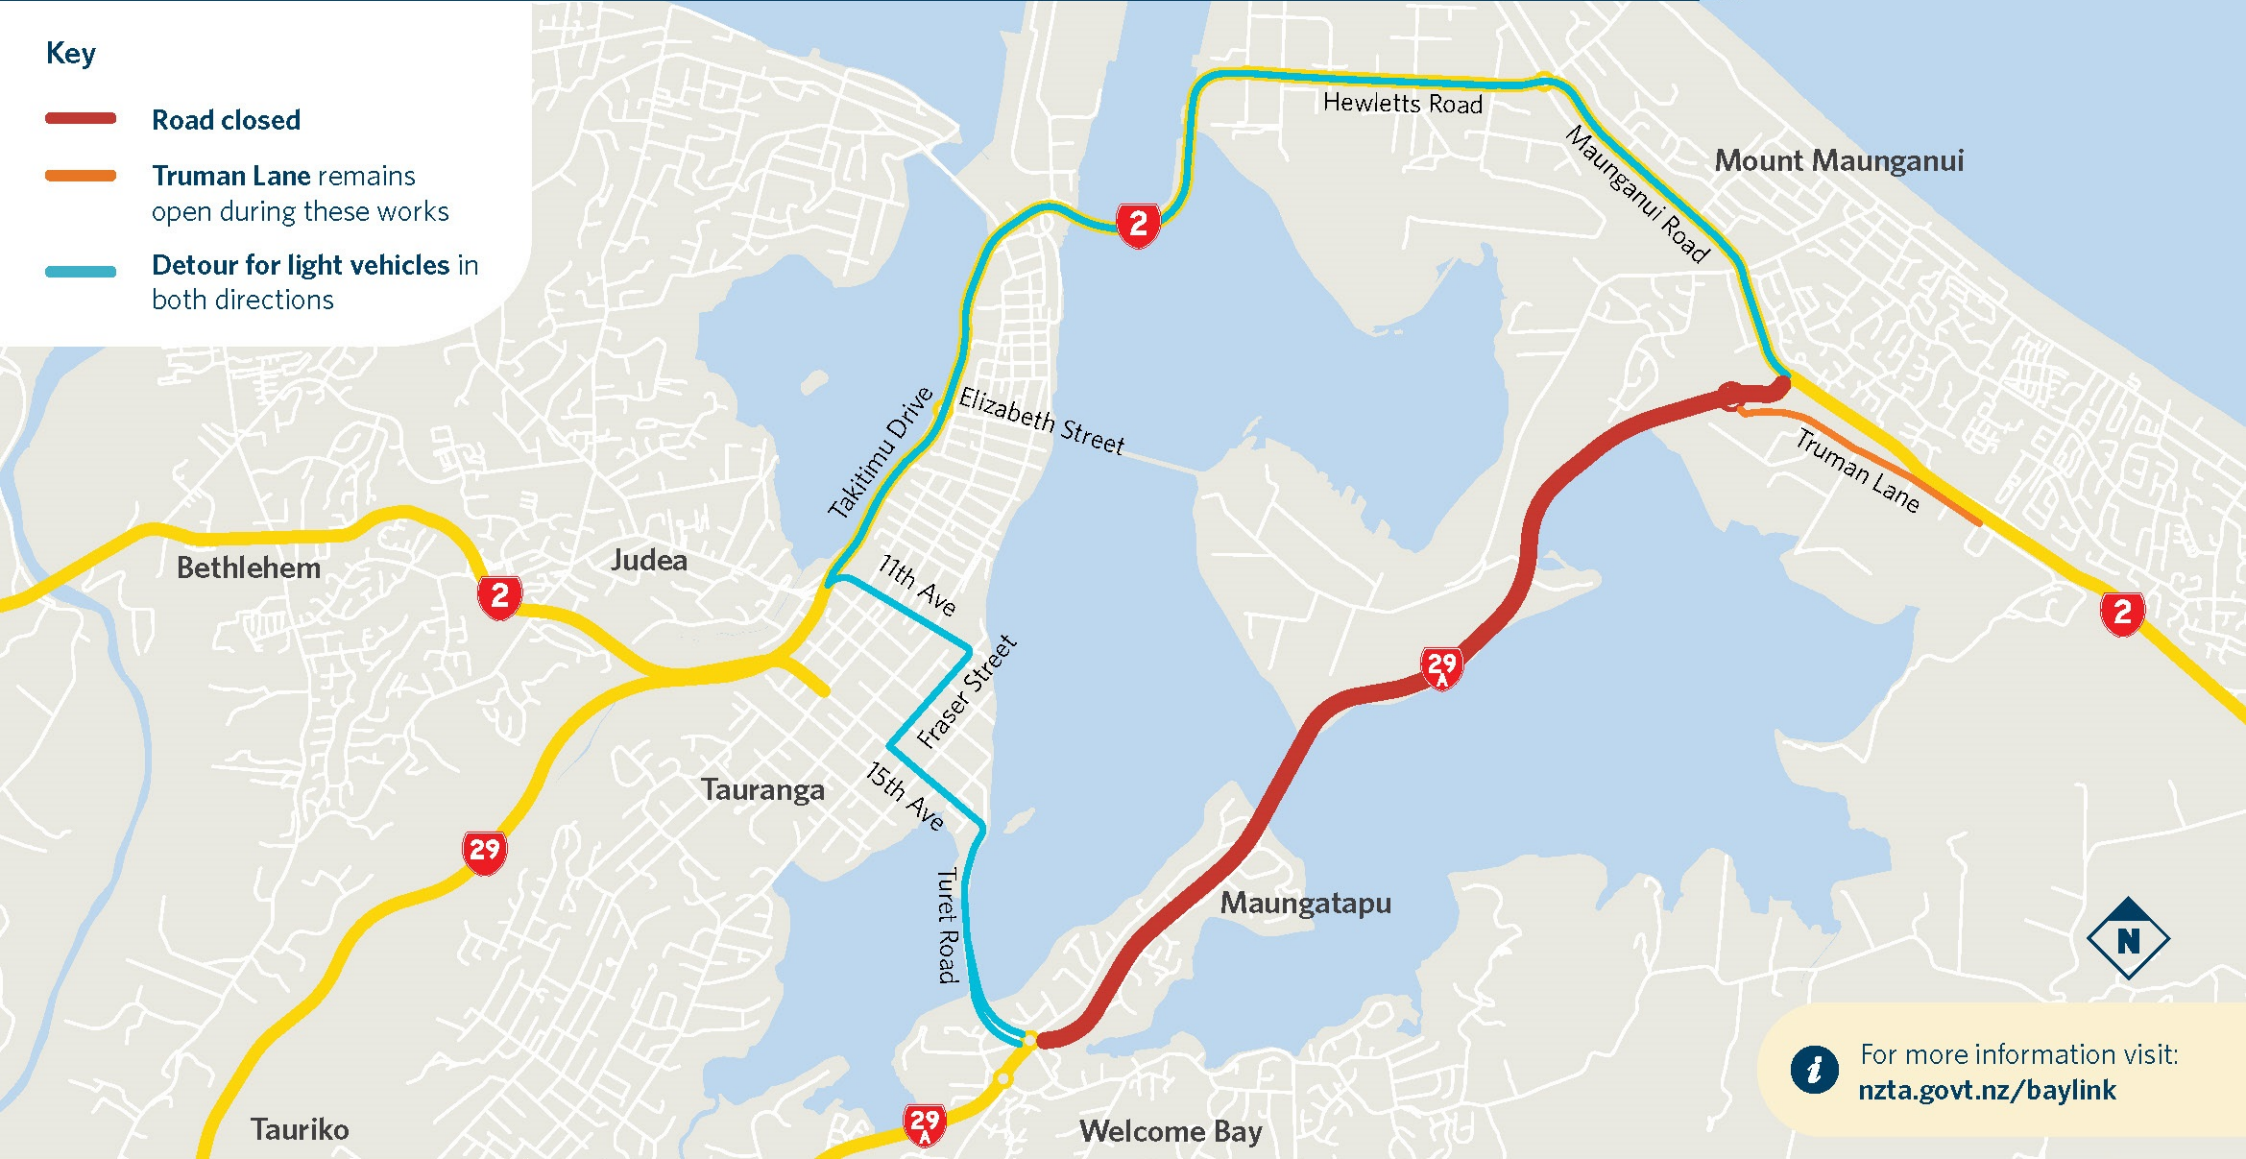 Key
Road closed
Truman Lane remains
open during these works
Detour for light vehicles in
both directions
Hewletts Road
Maunganui Road
Mount Maunganui
2
Takitimu Drive
Elizabeth Street
Truman Lane
Bethlehem
2
Judea
11th Ave
Fraser Street
2
29
A
Tauranga
15th Ave
29
Turet Road
Maungatapu
N
29
A
Tauriko
Welcome Bay
i
For more information visit:
nzta.govt.nz/baylink